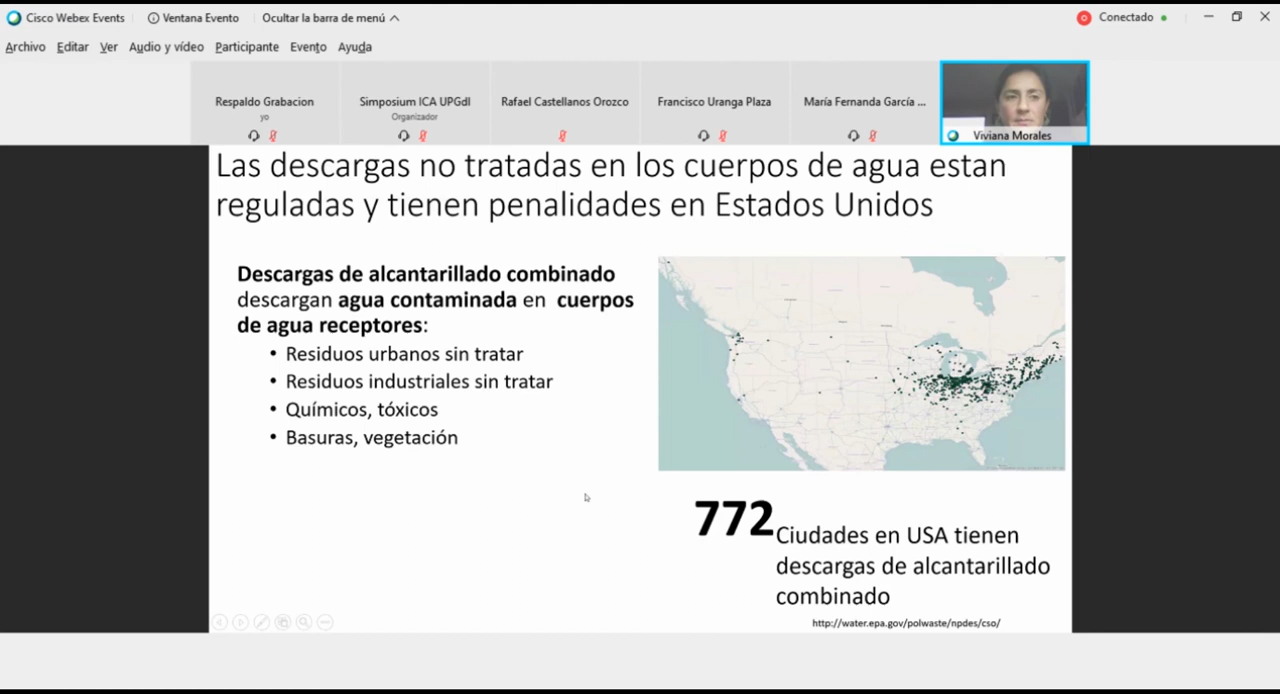 Cisco Webex Events Ventana Evento Ocultar la barra de menú Conectado
Archivo Editar Ver Audio y vídeo Participante Evento Ayuda
Respaldo Grabacion
yo
Simposium ICA UPGdl
Organizador
Rafael Castellanos Orozco
Francisco Uranga Plaza
María Fernanda García ...
Viviana Morales
Las descargas no tratadas en los cuerpos de agua estan
reguladas y tienen penalidades en Estados Unidos
Descargas de alcantarillado combinado
descargan agua contaminada en cuerpos
de agua receptores:
• Residuos urbanos sin tratar
• Residuos industriales sin tratar
• Químicos, tóxicos
• Basuras, vegetación
772
Ciudades en USA tienen
descargas de alcantarillado
combinado
http://water.epa.gov/polwaste/npdes/cso/